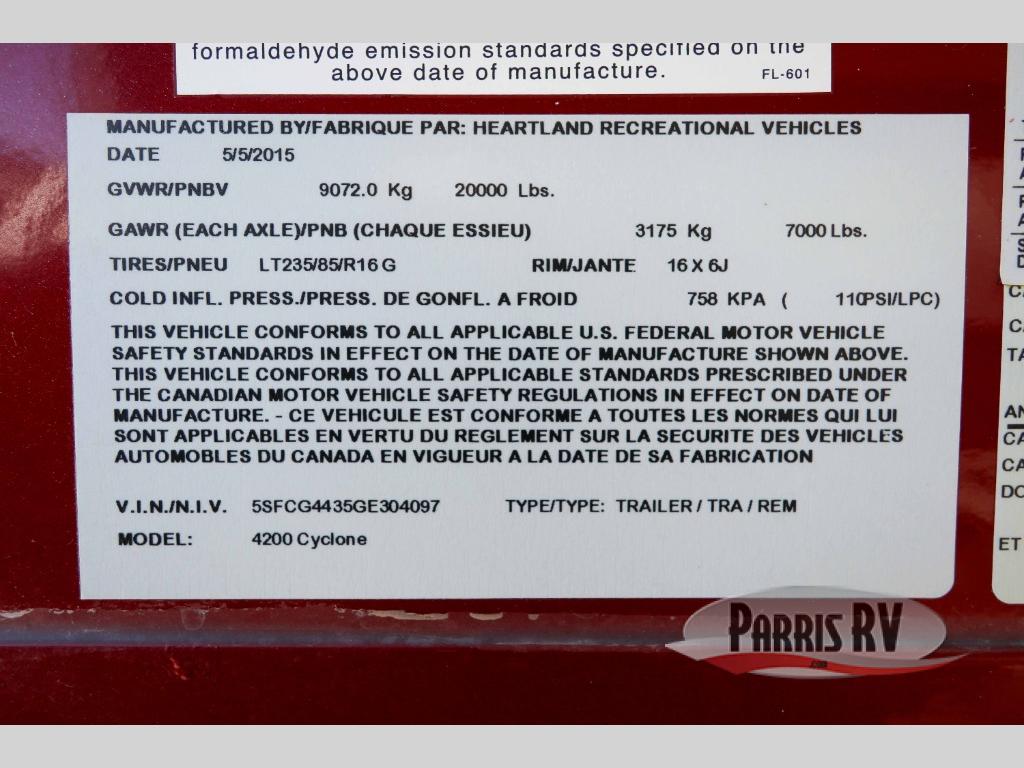 formaldehyde emission standards specified on the
above date of manufacture.
FL-601
MANUFACTURED BY/FABRIQUE PAR: HEARTLAND RECREATIONAL VEHICLES
DATE 5/5/2015
GVWR/PNBV 9072.0 Kg 20000 Lbs.
GAWR (EACH AXLE)/PNB (CHAQUE ESSIEU) 3175 Kg 7000 Lbs.
TIRES/PNEU LT235/85/R16 G RIM/JANTE 16 X 6J
COLD INFL. PRESS./PRESS. DE GONFL. A FROID 758 KPA ( 110PSI/LPC)
THIS VEHICLE CONFORMS TO ALL APPLICABLE U.S. FEDERAL MOTOR VEHICLE
SAFETY STANDARDS IN EFFECT ON THE DATE OF MANUFACTURE SHOWN ABOVE.
THIS VEHICLE CONFORMS TO ALL APPLICABLE STANDARDS PRESCRIBED UNDER
THE CANADIAN MOTOR VEHICLE SAFETY REGULATIONS IN EFFECT ON DATE OF
MANUFACTURE. - CE VEHICULE EST CONFORME A TOUTES LES NORMES QUI LUI
SONT APPLICABLES EN VERTU DU REGLEMENT SUR LA SECURITE DES VEHICLES
AUTOMOBILES DU CANADA EN VIGUEUR A LA DATE DE SA FABRICATION
V.I.N./N.I.V. 5SFCG4435GE304097 TYPE/TYPE: TRAILER / TRA / REM
MODEL: 4200 Cyclone
PARRIS RV
.com
ET